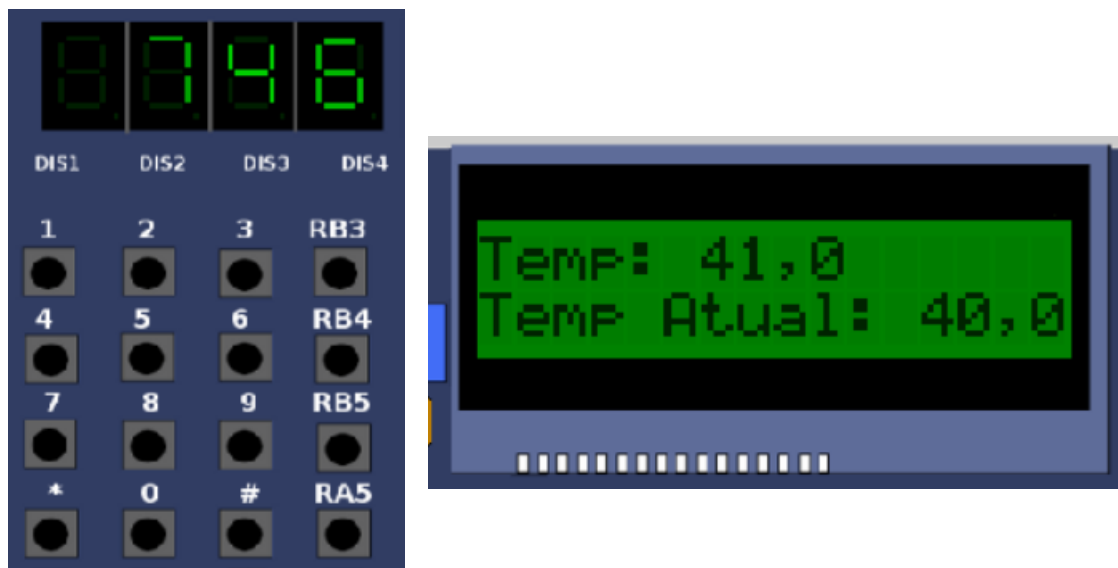 746
DIS1 DIS2 DIS3 DIS4
1 2 3 RB3
4 5 6 RB4
7 8 9 RB5
* 0 # RA5
Temp: 41,0
Temp Atual: 40,0